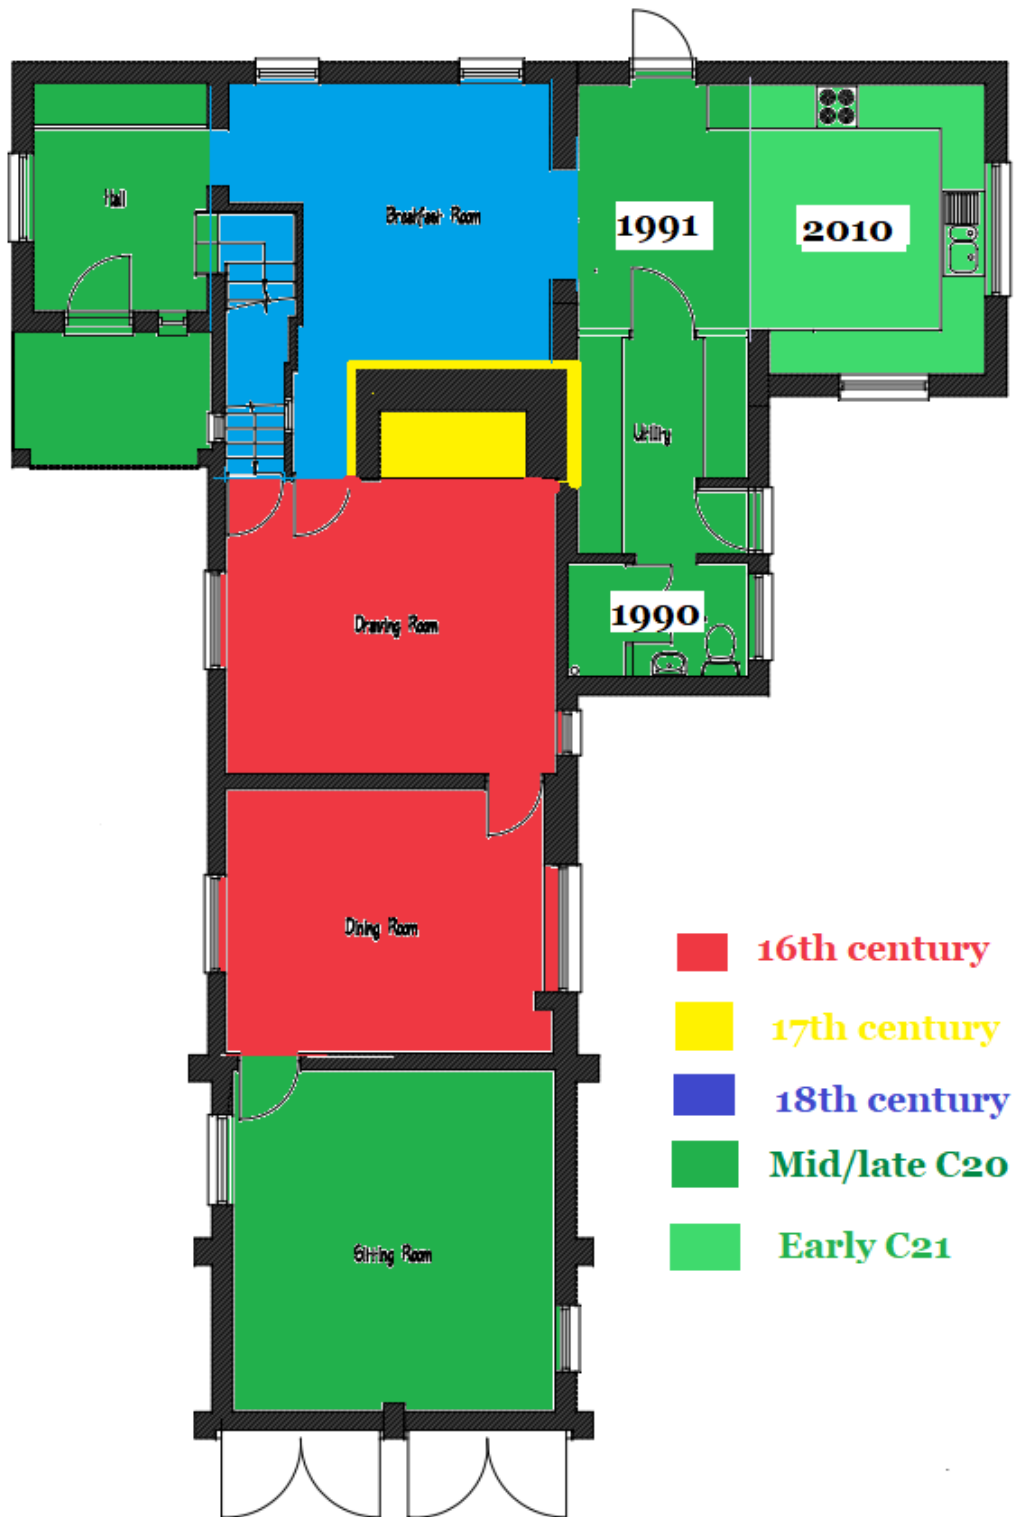 Hall
Breakfast Room
1991
2010
Utility
1990
Drawing Room
Dining Room
16th century
17th century
18th century
Mid/late C20
Early C21
Sitting Room